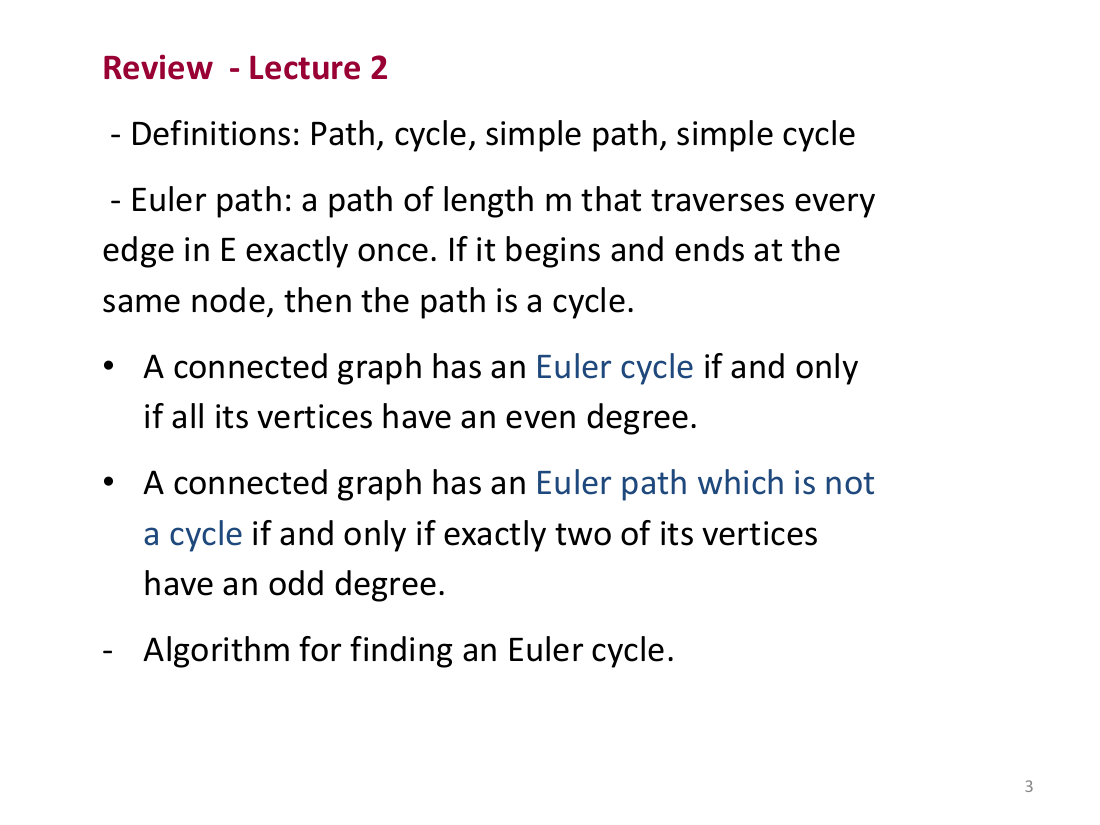 Review  - Lecture 2
- Definitions: Path, cycle, simple path, simple cycle
- Euler path: a path of length m that traverses every
edge in E exactly once. If it begins and ends at the
same node, then the path is a cycle.
• A connected graph has an Euler cycle if and only
if all its vertices have an even degree.
• A connected graph has an Euler path which is not
a cycle if and only if exactly two of its vertices
have an odd degree.
- Algorithm for finding an Euler cycle.
3